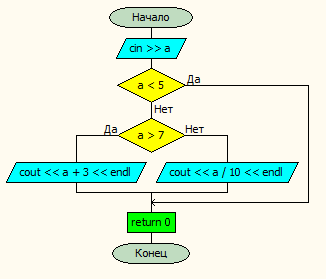 Начало
cin >> a
a < 5
Да
Нет
a > 7
Да
Нет
cout << a + 3 << endl
cout << a / 10 << endl
return 0
Конец